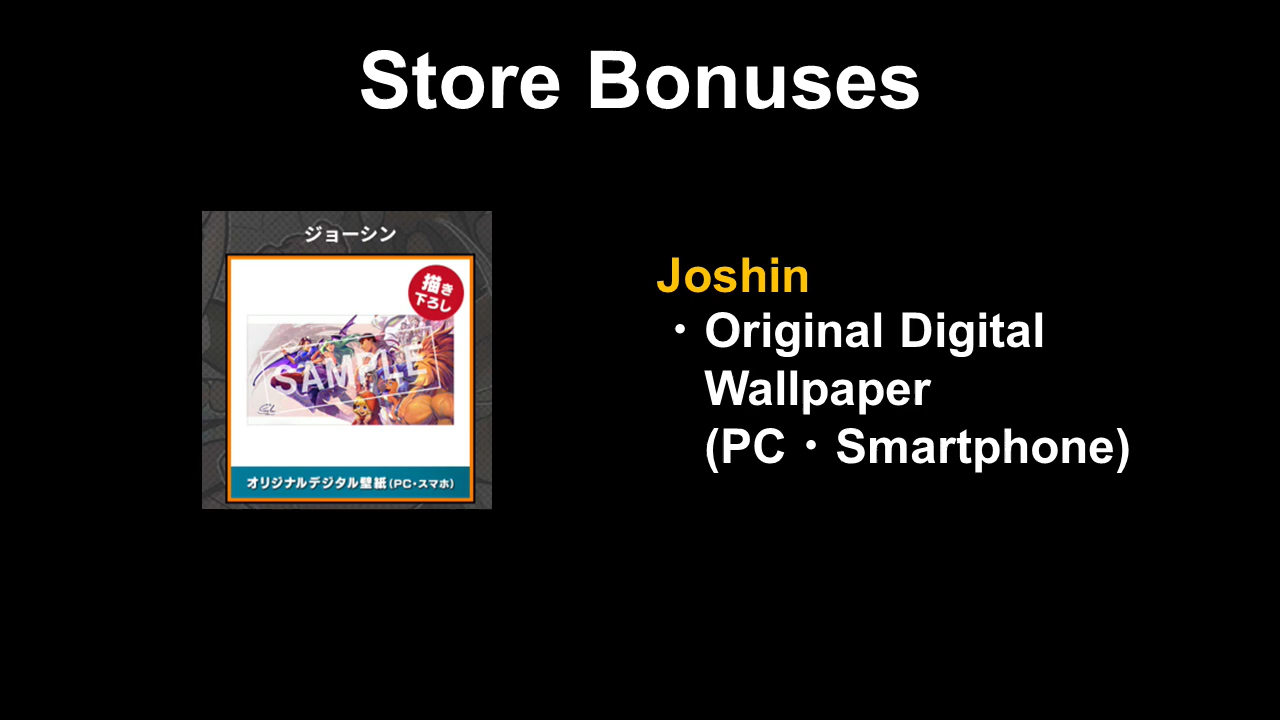 Store Bonuses
ジョーシン
描き
下ろし
SAMPLE
オリジナルデジタル壁紙(PC・スマホ)
Joshin
・Original Digital
Wallpaper
(PC・Smartphone)